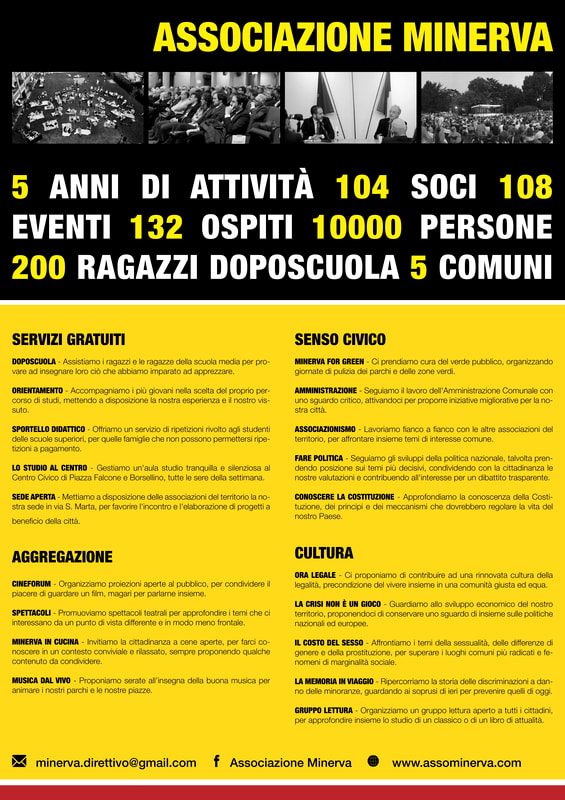 ASSOCIAZIONE MINERVA
5 ANNI DI ATTIVITÀ 104 SOCI 108
EVENTI 132 OSPITI 10000 PERSONE
200 RAGAZZI DOPOSCUOLA 5 COMUNI
SERVIZI GRATUITI
DOPOSCUOLA - Assistiamo i ragazzi e le ragazze della scuola media per pro-
vare ad insegnare loro ciò che abbiamo imparato ad apprezzare.
ORIENTAMENTO - Accompagniamo i più giovani nella scelta del proprio per-
corso di studi, mettendo a disposizione la nostra esperienza e il nostro vis-
suto.
SPORTELLO DIDATTICO - Offriamo un servizio di ripetizioni rivolto agli studenti
delle scuole superiori, per quelle famiglie che non possono permettersi ripe-
tizioni a pagamento.
LO STUDIO AL CENTRO - Gestiamo un'aula studio tranquilla e silenziosa al
Centro Civico di Piazza Falcone e Borsellino, tutte le sere della settimana.
SEDE APERTA - Mettiamo a disposizione delle associazioni del territorio la no-
stra sede in via S. Marta, per favorire l'incontro e l'elaborazione di progetti a
beneficio della città.
AGGREGAZIONE
CINEFORUM - Organizziamo proiezioni aperte al pubblico, per condividere il
piacere di guardare un film, magari per parlarne insieme.
SPETTACOLI - Promuoviamo spettacoli teatrali per approfondire i temi che ci
interessano da un punto di vista differente e in modo meno frontale.
MINERVA IN CUCINA - Invitiamo la cittadinanza a cene aperte, per farci co-
noscere in un contesto conviviale e rilassato, sempre proponendo qualche
contenuto da condividere.
MUSICA DAL VIVO - Proponiamo serate all'insegna della buona musica per
animare i nostri parchi e le nostre piazze.
SENSO CIVICO
MINERVA FOR GREEN - Ci prendiamo cura del verde pubblico, organizzando
giornate di pulizia dei parchi e delle zone verdi.
AMMINISTRAZIONE - Seguiamo il lavoro dell'Amministrazione Comunale con
uno sguardo critico, attivandoci per proporre iniziative migliorative per la no-
stra città.
ASSOCIAZIONISMO - Lavoriamo fianco a fianco con le altre associazioni del
territorio, per affrontare insieme temi di interesse comune.
FARE POLITICA - Seguiamo gli sviluppi della politica nazionale, talvolta pren-
dendo posizione sui temi più decisivi, condividendo con la cittadinanza le
nostre valutazioni e contribuendo all'interesse per un dibattito trasparente.
CONOSCERE LA COSTITUZIONE - Approfondiamo la conoscenza della Costi-
tuzione, dei principi e dei meccanismi che dovrebbero regolare la vita del
nostro Paese.
CULTURA
ORA LEGALE - Ci proponiamo di contribuire ad una rinnovata cultura della
legalità, precondizione del vivere insieme in una comunità giusta ed equa.
LA CRISI NON È UN GIOCO - Guardiamo allo sviluppo economico del nostro
territorio, proponendoci di conservare uno sguardo di insieme sulle politiche
nazionali ed europee.
IL COSTO DEL SESSO - Affrontiamo i temi della sessualità, delle differenze di
genere e della prostituzione, per superare i luoghi comuni più radicati e fe-
nomeni di marginalità sociale.
LA MEMORIA IN VIAGGIO - Ripercorriamo la storia delle discriminazioni a dan-
no delle minoranze, guardando ai soprusi di ieri per prevenire quelli di oggi.
GRUPPO LETTURA - Organizziamo un gruppo lettura aperto a tutti i cittadini,
per approfondire insieme lo studio di un classico o di un libro di attualità.
minerva.direttivo@gmail.com f Associazione Minerva www.assominerva.com